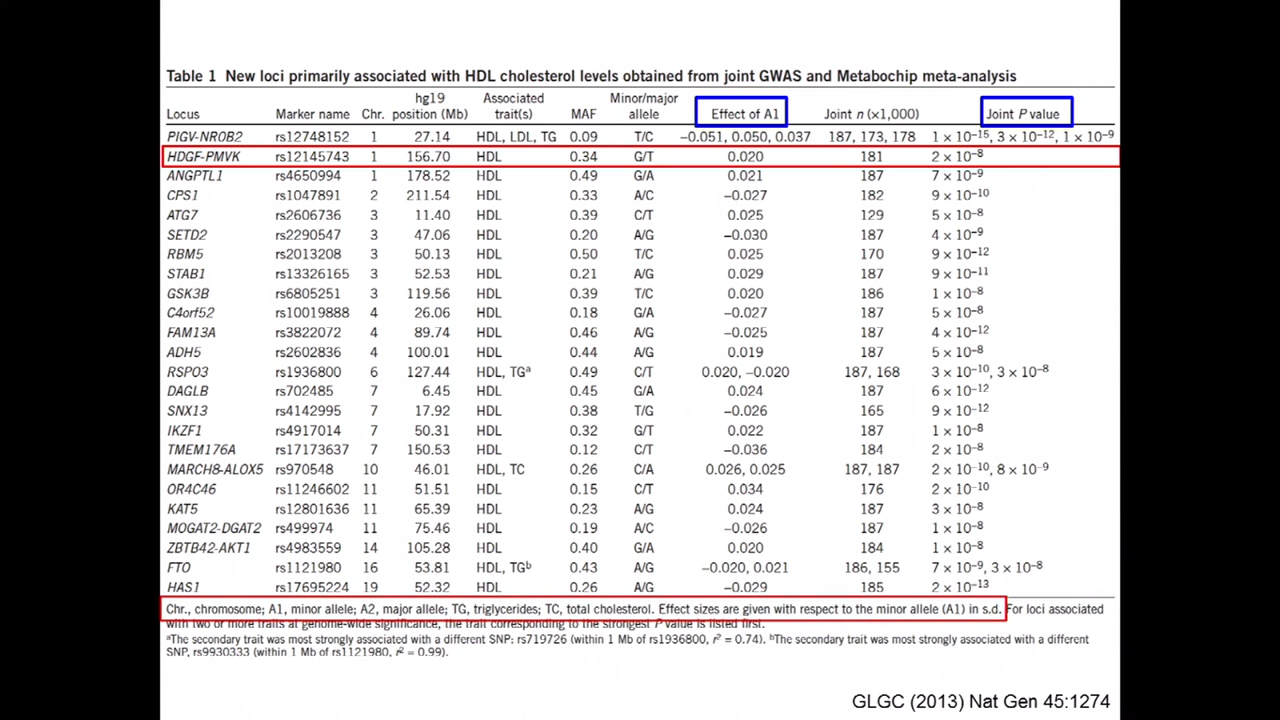 Table 1 New loci primarily associated with HDL cholesterol levels obtained from joint GWAS and Metabochip meta-analysis
Locus Marker name Chr. hg19 position (Mb) Associated trait(s) MAF Minor/major allele Effect of A1 Joint n (×1,000) Joint P value
PIGV-NROB2 rs12748152 1 27.14 HDL, LDL, TG 0.09 T/C −0.051, 0.050, 0.037 187, 173, 178 1 × 10−15, 3 × 10−12, 1 × 10−9
HDGF-PMVK rs12145743 1 156.70 HDL 0.34 G/T 0.020 181 2 × 10−8
ANGPTL1 rs4650994 1 178.52 HDL 0.49 G/A 0.021 187 7 × 10−9
CPS1 rs1047891 2 211.54 HDL 0.33 A/C −0.027 182 9 × 10−10
ATG7 rs2606736 3 11.40 HDL 0.39 C/T 0.025 129 5 × 10−8
SETD2 rs2290547 3 47.06 HDL 0.20 A/G −0.030 187 4 × 10−9
RBM5 rs2013208 3 50.13 HDL 0.50 T/C 0.025 170 9 × 10−12
STAB1 rs13326165 3 52.53 HDL 0.21 A/G 0.029 187 9 × 10−11
GSK3B rs6805251 3 119.56 HDL 0.39 T/C 0.020 186 1 × 10−8
C4orf52 rs10019888 4 26.06 HDL 0.18 G/A −0.027 187 5 × 10−8
FAM13A rs3822072 4 89.74 HDL 0.46 A/G −0.025 187 4 × 10−12
ADH5 rs2602836 4 100.01 HDL 0.44 A/G 0.019 187 5 × 10−8
RSPO3 rs1936800 6 127.44 HDL, TGa 0.49 C/T 0.020, −0.020 187, 168 3 × 10−10, 3 × 10−8
DAGLB rs702485 7 6.45 HDL 0.45 G/A 0.024 187 6 × 10−12
SNX13 rs4142995 7 17.92 HDL 0.38 T/G −0.026 165 9 × 10−12
IKZF1 rs4917014 7 50.31 HDL 0.32 G/T 0.022 187 1 × 10−8
TMEM176A rs17173637 7 150.53 HDL 0.12 C/T −0.036 184 2 × 10−8
MARCH8-ALOX5 rs970548 10 46.01 HDL, TC 0.26 C/A 0.026, 0.025 187, 187 2 × 10−10, 8 × 10−9
OR4C46 rs11246602 11 51.51 HDL 0.15 C/T 0.034 176 2 × 10−10
KAT5 rs12801636 11 65.39 HDL 0.23 A/G 0.024 187 3 × 10−8
MOGAT2-DGAT2 rs499974 11 75.46 HDL 0.19 A/C −0.026 187 1 × 10−8
ZBTB42-AKT1 rs4983559 14 105.28 HDL 0.40 G/A 0.020 184 1 × 10−8
FTO rs1121980 16 53.81 HDL, TGb 0.43 A/G −0.020, 0.021 186, 155 7 × 10−9, 3 × 10−8
HAS1 rs17695224 19 52.32 HDL 0.26 A/G −0.029 185 2 × 10−13
Chr., chromosome; A1, minor allele; A2, major allele; TG, triglycerides; TC, total cholesterol. Effect sizes are given with respect to the minor allele (A1) in s.d. For loci associated
with two or more traits at genome-wide significance, the trait corresponding to the strongest P value is listed first.
aThe secondary trait was most strongly associated with a different SNP: rs719726 (within 1 Mb of rs1936800, r2 = 0.74). bThe secondary trait was most strongly associated with a different
SNP, rs9930333 (within 1 Mb of rs1121980, r2 = 0.99).
GLGC (2013) Nat Gen 45:1274